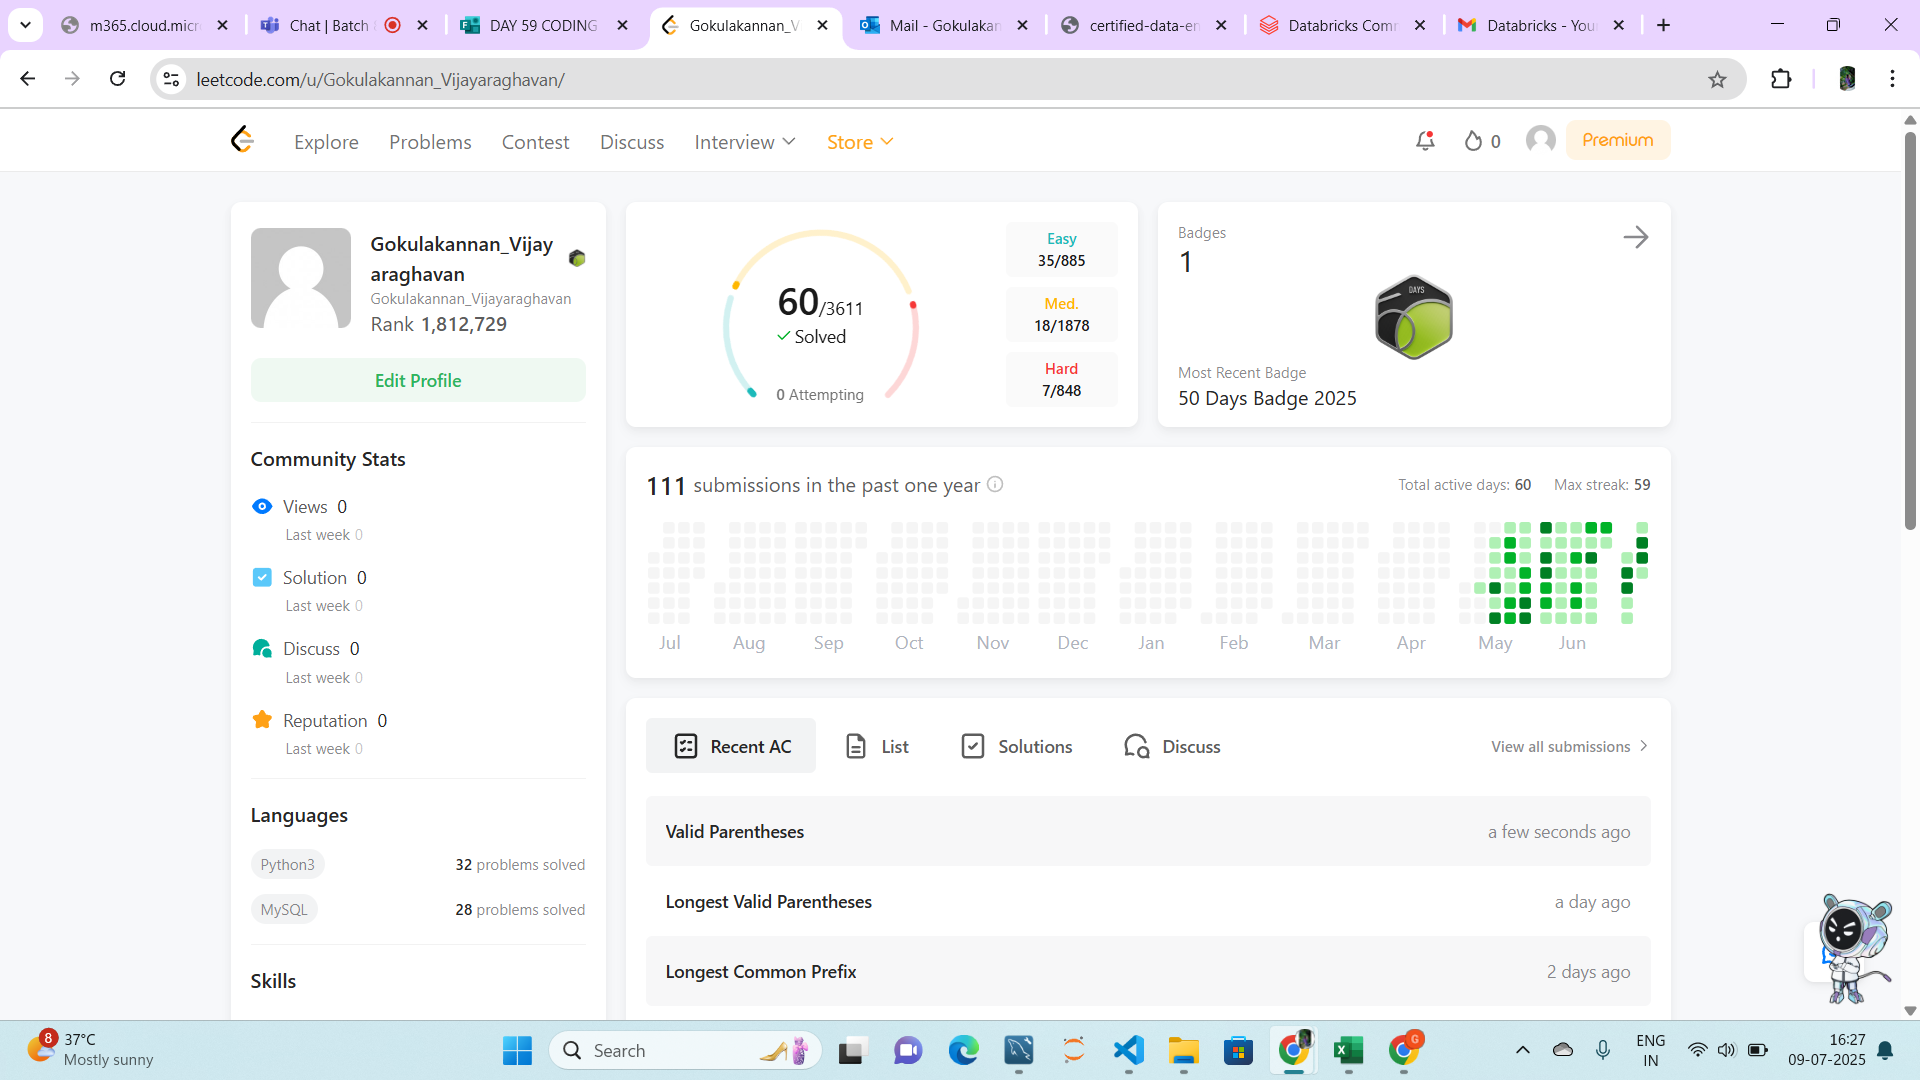 m365.cloud.micr
Chat | Batch
DAY 59 CODING
Gokulakannan_V
Mail - Gokulakan
certified-data-en
Databricks Comm
Databricks - You
leetcode.com/u/Gokulakannan_Vijayaraghavan/
Explore
Problems
Contest
Discuss
Interview
Store
0
Premium
Gokulakannan_Vijay
araghavan
Gokulakannan_Vijayaraghavan
Rank 1,812,729
Edit Profile
Community Stats
Views 0
Last week 0
Solution 0
Last week 0
Discuss 0
Last week 0
Reputation 0
Last week 0
Languages
Python3
32 problems solved
MySQL
28 problems solved
Skills
60/3611
Solved
0 Attempting
Easy
35/885
Med.
18/1878
Hard
7/848
Badges
1
DAYS
Most Recent Badge
50 Days Badge 2025
111 submissions in the past one year
Total active days: 60
Max streak: 59
Jul
Aug
Sep
Oct
Nov
Dec
Jan
Feb
Mar
Apr
May
Jun
Recent AC
List
Solutions
Discuss
View all submissions
Valid Parentheses
a few seconds ago
Longest Valid Parentheses
a day ago
Longest Common Prefix
2 days ago
8
37°C
Mostly sunny
Search
G
ENG
IN
16:27
09-07-2025